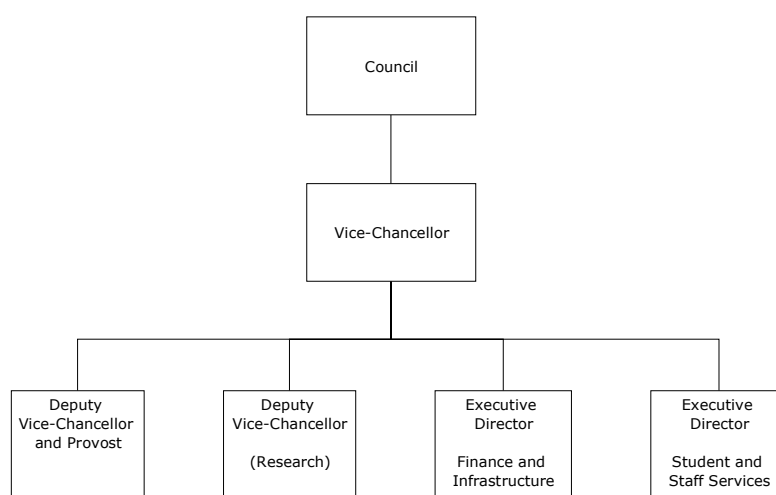 Council
Vice-Chancellor
Deputy
Vice-Chancellor
and Provost
Deputy
Vice-Chancellor
(Research)
Executive
Director
Finance and
Infrastructure
Executive
Director
Student and
Staff Services